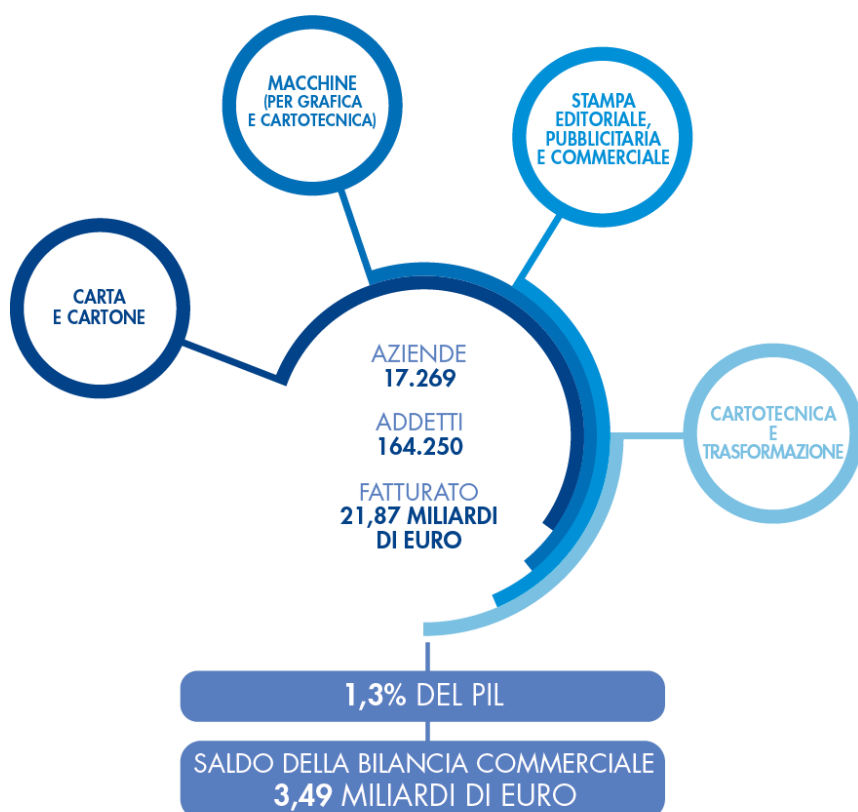 MACCHINE
(PER GRAFICA
E CARTOTECNICA)
STAMPA
EDITORIALE,
PUBBLICITARIA
E COMMERCIALE
CARTA
E CARTONE
CARTOTECNICA
E
TRASFORMAZIONE
AZIENDE
17.269
ADDETTI
164.250
FATTURATO
21,87 MILIARDI
DI EURO
1,3% DEL PIL
SALDO DELLA BILANCIA COMMERCIALE
3,49 MILIARDI DI EURO